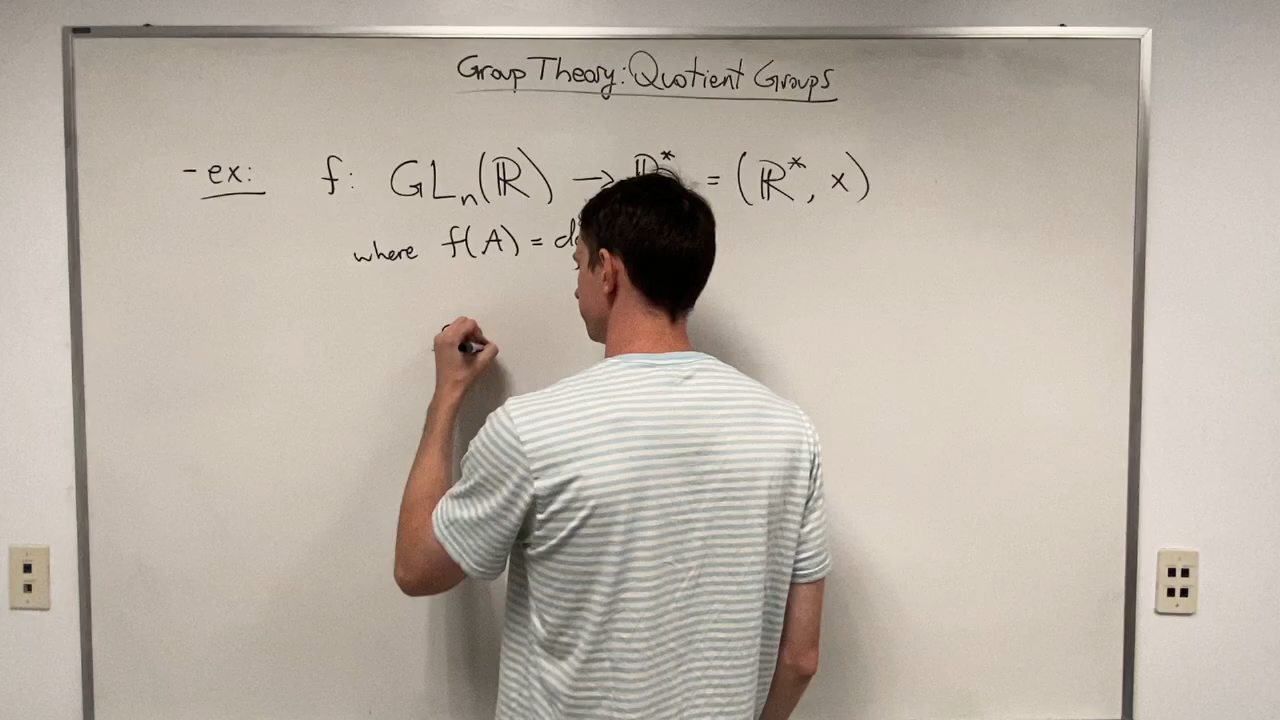 Group Theory: Quotient Groups
- ex: f: GLₙ(ℝ) → ℝ* = (ℝ*, x)
where f(A) =